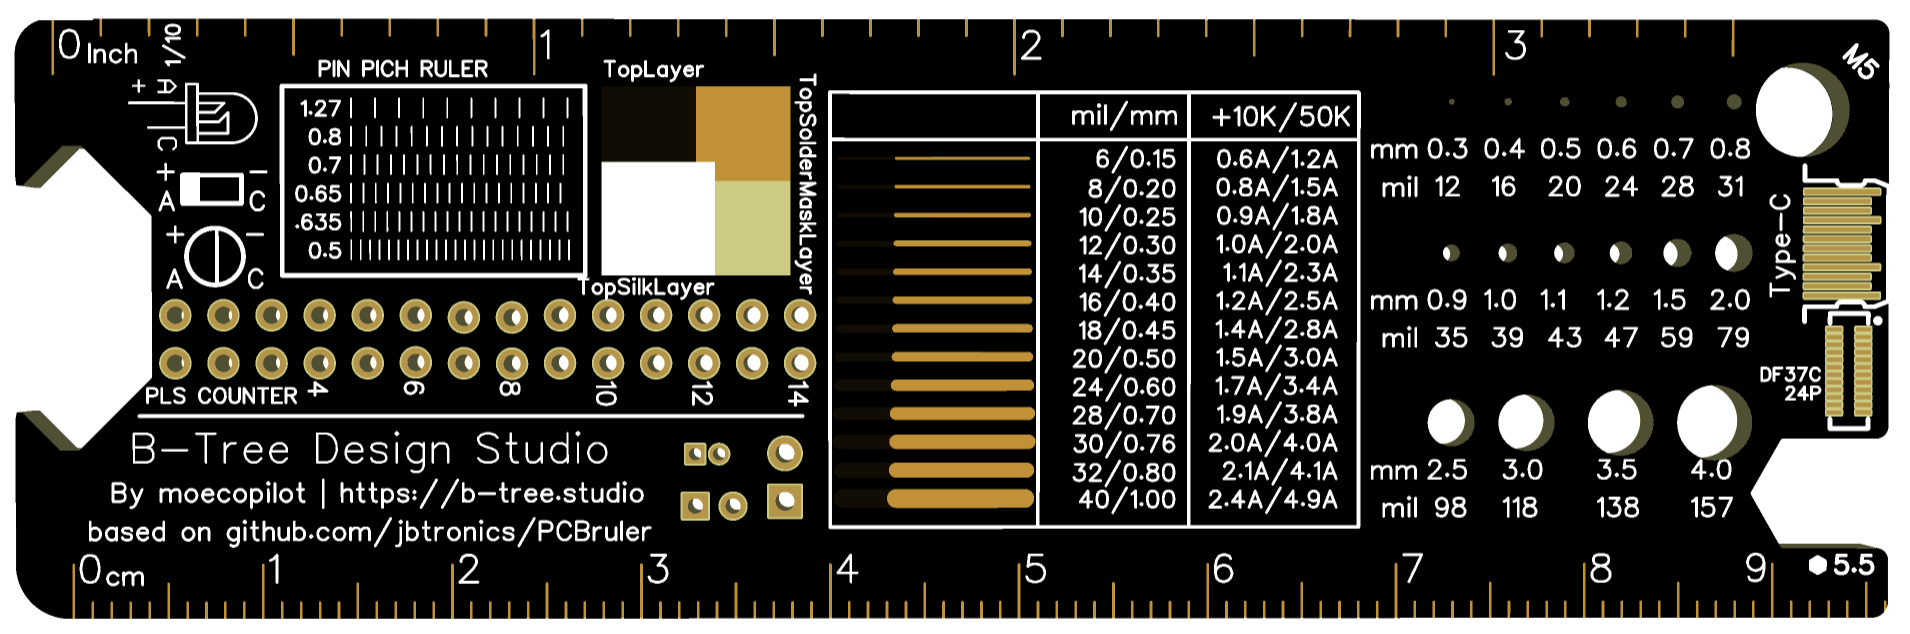 0 Inch 1 2 3
1/10
M5
+ A
C
PIN PICH RULER
1.27
0.8
0.7
0.65
.635
0.5
+ −
A C
+ −
A C
TopLayer
TopSolderMaskLayer
TopSilkLayer
mil/mm +10K/50K
6/0.15 0.6A/1.2A
8/0.20 0.8A/1.5A
10/0.25 0.9A/1.8A
12/0.30 1.0A/2.0A
14/0.35 1.1A/2.3A
16/0.40 1.2A/2.5A
18/0.45 1.4A/2.8A
20/0.50 1.5A/3.0A
24/0.60 1.7A/3.4A
28/0.70 1.9A/3.8A
30/0.76 2.0A/4.0A
32/0.80 2.1A/4.1A
40/1.00 2.4A/4.9A
mm 0.3 0.4 0.5 0.6 0.7 0.8
mil 12 16 20 24 28 31
mm 0.9 1.0 1.1 1.2 1.5 2.0
mil 35 39 43 47 59 79
mm 2.5 3.0 3.5 4.0
mil 98 118 138 157
Type-C
DF37C
24P
PLS COUNTER 4 6 8 10 12 14
B-Tree Design Studio
By moecopilot | https://b-tree.studio
based on github.com/jbtronics/PCBruler
0 cm 1 2 3 4 5 6 7 8 9
5.5